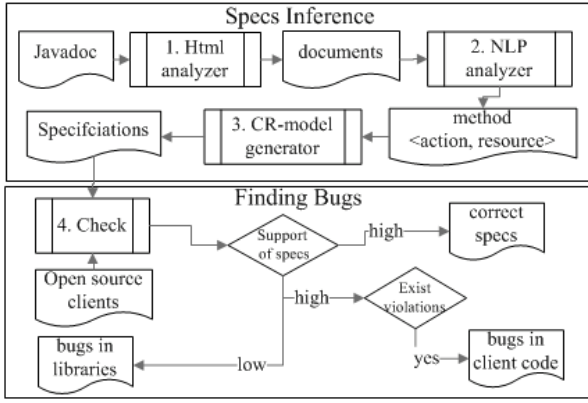 Specs Inference
Javadoc
1. Html
analyzer
documents
2. NLP
analyzer
Specifciations
3. CR-model
generator
method
<action, resource>
Finding Bugs
4. Check
Support
of specs
high
correct
specs
Open source
clients
high
Exist
violations
bugs in
libraries
low
yes
bugs in
client code